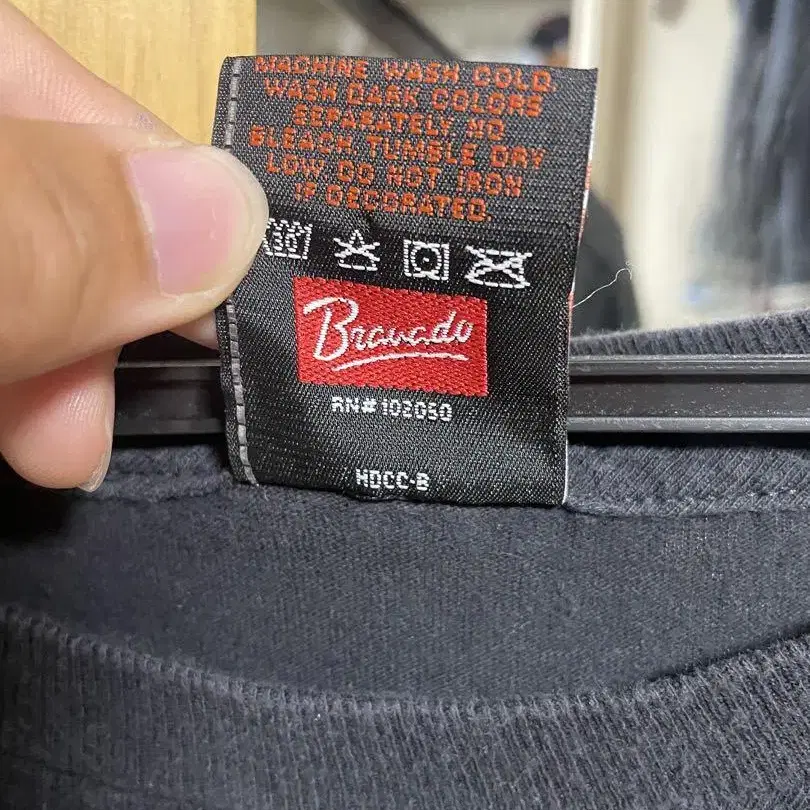 MACHINE WASH COLD.
WASH DARK COLORS
SEPARATELY. NO
BLEACH. TUMBLE DRY
LOW. DO NOT IRON
IF DECORATED.
30
Bravado
RN# 102050
HDCC-B